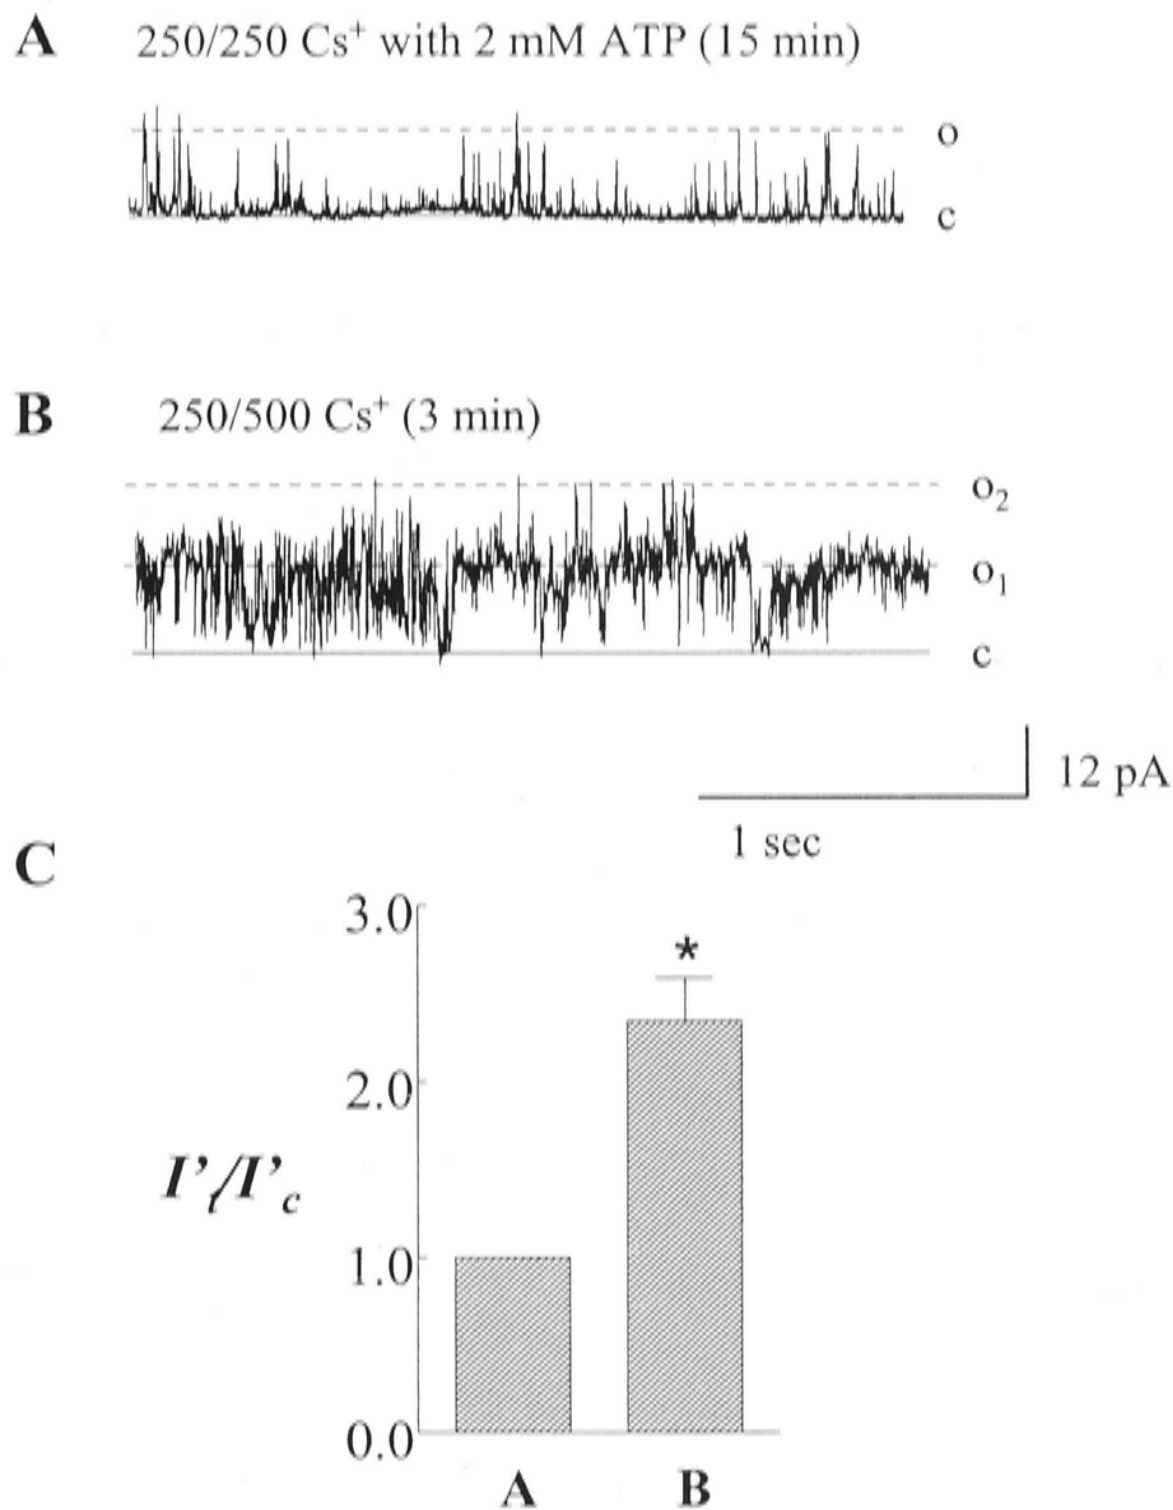 A 250/250 Cs⁺ with 2 mM ATP (15 min)
o
c
B 250/500 Cs⁺ (3 min)
o₂
o₁
c
12 pA
1 sec
C
3.0
*
2.0
I’ₜ/I’c
1.0
0.0
A B